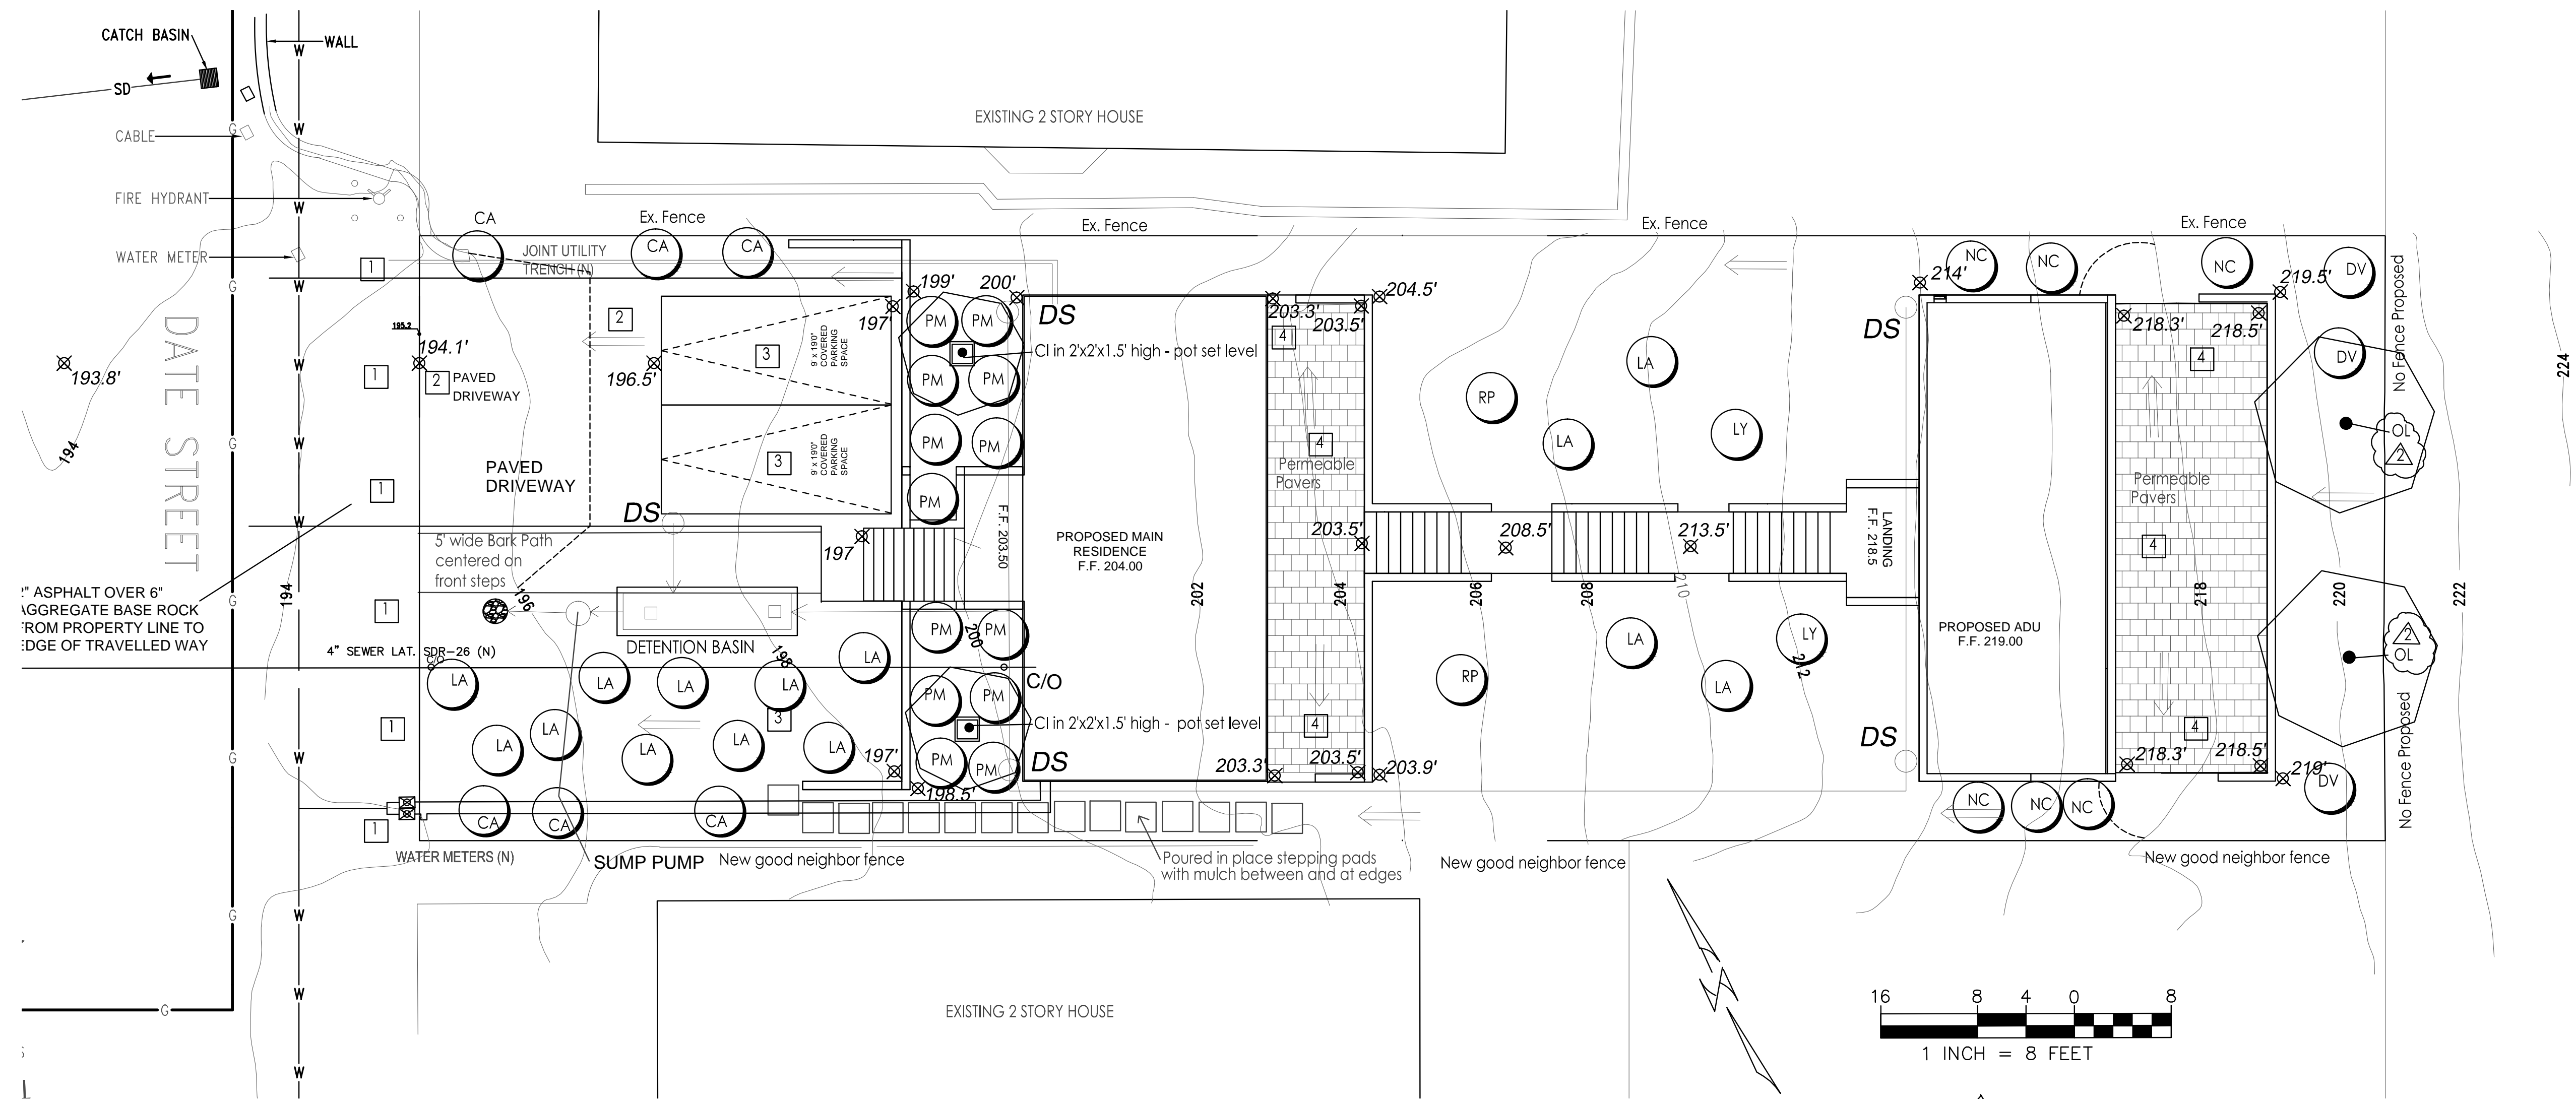 CATCH BASIN
WALL
SD
CABLE
FIRE HYDRANT
WATER METER
G
G
G
G
G
G
G
G
W
W
W
W
W
W
W
W
W
W
W
W
EXISTING 2 STORY HOUSE
CA
Ex. Fence
CA
CA
JOINT UTILITY
TRENCH (N)
Ex. Fence
Ex. Fence
Ex. Fence
1
1
1
1
1
1
DATE STREET
193.8'
194
194
195.2
194.1'
2
PAVED
DRIVEWAY
2
196.5'
PAVED
DRIVEWAY
3
9' x 19'0"
COVERED
PARKING
SPACE
3
9' x 19'0"
COVERED
PARKING
SPACE
197'
199'
200'
DS
PM
PM
CI in 2'x2'x1.5' high - pot set level
PM
PM
PM
PM
PM
DS
5' wide Bark Path
centered on
front steps
197
F.F. 203.50
PROPOSED MAIN
RESIDENCE
F.F. 204.00
2" ASPHALT OVER 6"
AGGREGATE BASE ROCK
FROM PROPERTY LINE TO
EDGE OF TRAVELLED WAY
4" SEWER LAT. SDR-26 (N)
C/O
196
DETENTION BASIN
198
200
202
PM
PM
LA
LA
LA
LA
LA
LA
LA
LA
LA
LA
3
C/O
PM
PM
CI in 2'x2'x1.5' high - pot set level
PM
PM
DS
197'
198.5'
CA
CA
CA
WATER METERS (N)
SUMP PUMP
New good neighbor fence
Poured in place stepping pads
with mulch between and at edges
203.3'
203.5'
204.5'
4
4
Permeable
Pavers
203.5'
204
4
203.3'
203.5'
203.9'
RP
LA
LA
LY
208.5'
213.5'
206
208
210
212
RP
LA
LA
LY
LANDING
F.F. 218.5
214'
DS
DS
PROPOSED ADU
F.F. 219.00
NC
NC
NC
NC
NC
NC
218.3'
218.5'
219.5'
4
Permeable
Pavers
4
218
4
218.3'
218.5'
219'
DV
DV
DV
OL
2
2
OL
220
222
224
No Fence Proposed
No Fence Proposed
New good neighbor fence
New good neighbor fence
EXISTING 2 STORY HOUSE
16 8 4 0 8
1 INCH = 8 FEET